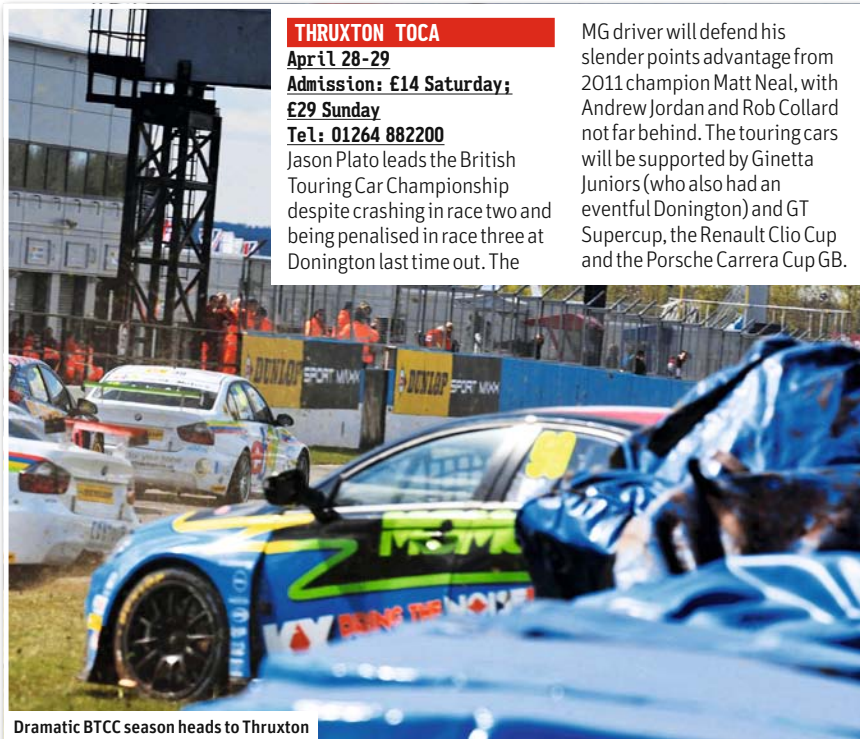 THRUXTON TOCA
April 28-29
Admission: £14 Saturday;
£29 Sunday
Tel: 01264 882200
Jason Plato leads the British
Touring Car Championship
despite crashing in race two and
being penalised in race three at
Donington last time out. The
MG driver will defend his
slender points advantage from
2011 champion Matt Neal, with
Andrew Jordan and Rob Collard
not far behind. The touring cars
will be supported by Ginetta
Juniors (who also had an
eventful Donington) and GT
Supercup, the Renault Clio Cup
and the Porsche Carrera Cup GB.
DUNLOP SPORT MAXX
DUNLOP SPORT MAXX
KX BRING THE NOISE
Dramatic BTCC season heads to Thruxton